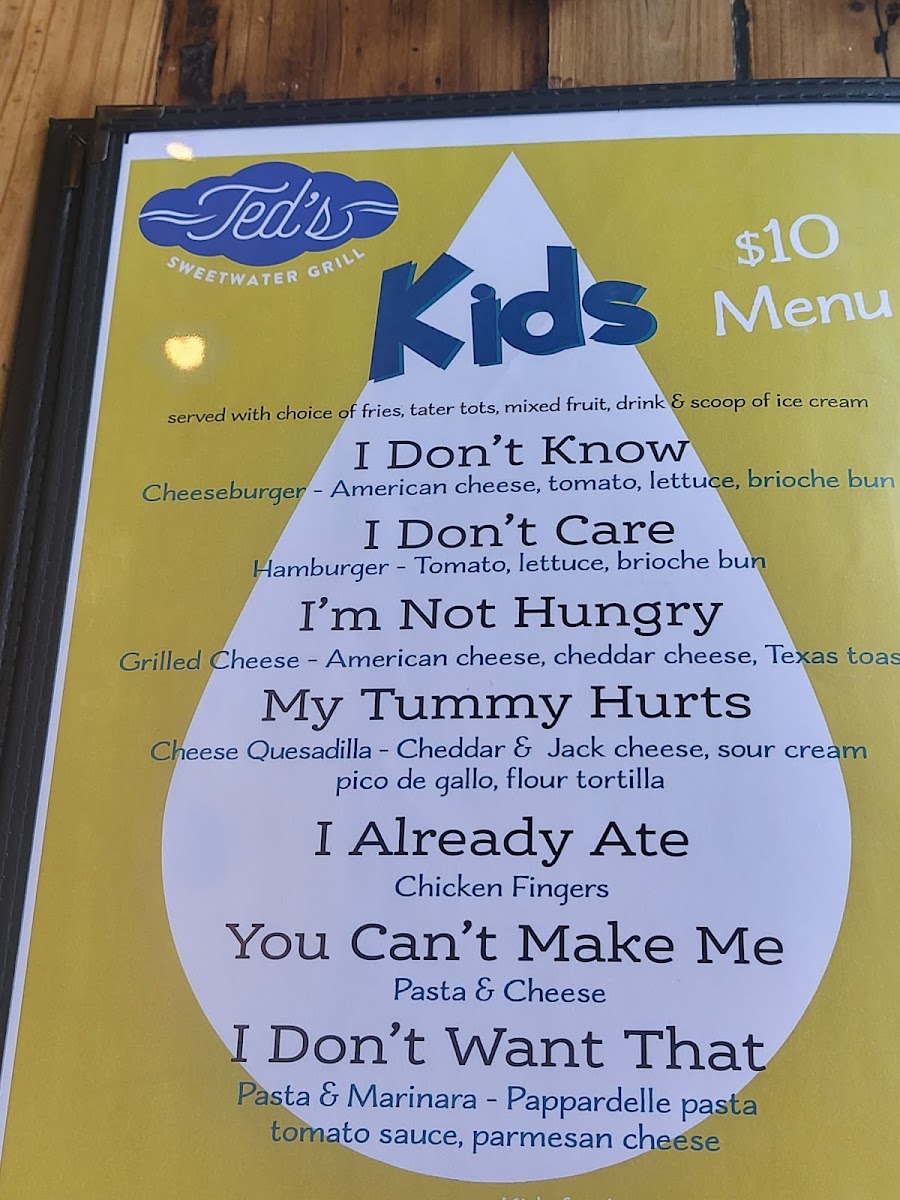 Ted's
SWEETWATER GRILL
Kids
$10
Menu
served with choice of fries, tater tots, mixed fruit, drink & scoop of ice cream
I Don't Know
Cheeseburger - American cheese, tomato, lettuce, brioche bun
I Don't Care
Hamburger - Tomato, lettuce, brioche bun
I'm Not Hungry
Grilled Cheese - American cheese, cheddar cheese, Texas toas
My Tummy Hurts
Cheese Quesadilla - Cheddar & Jack cheese, sour cream
pico de gallo, flour tortilla
I Already Ate
Chicken Fingers
You Can't Make Me
Pasta & Cheese
I Don't Want That
Pasta & Marinara - Pappardelle pasta
tomato sauce, parmesan cheese